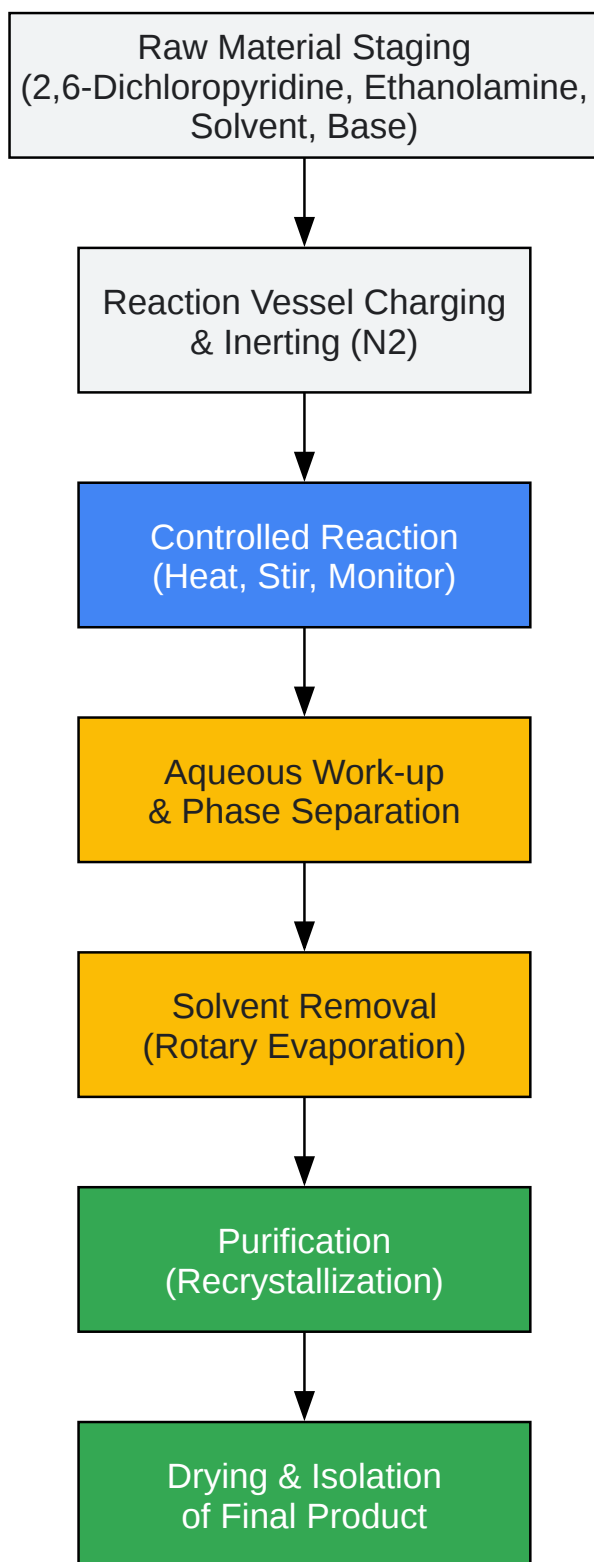 Raw Material Staging
(2,6-Dichloropyridine, Ethanolamine,
Solvent, Base)
Reaction Vessel Charging
& Inerting (N2)
Controlled Reaction
(Heat, Stir, Monitor)
Aqueous Work-up
& Phase Separation
Solvent Removal
(Rotary Evaporation)
Purification
(Recrystallization)
Drying & Isolation
of Final Product